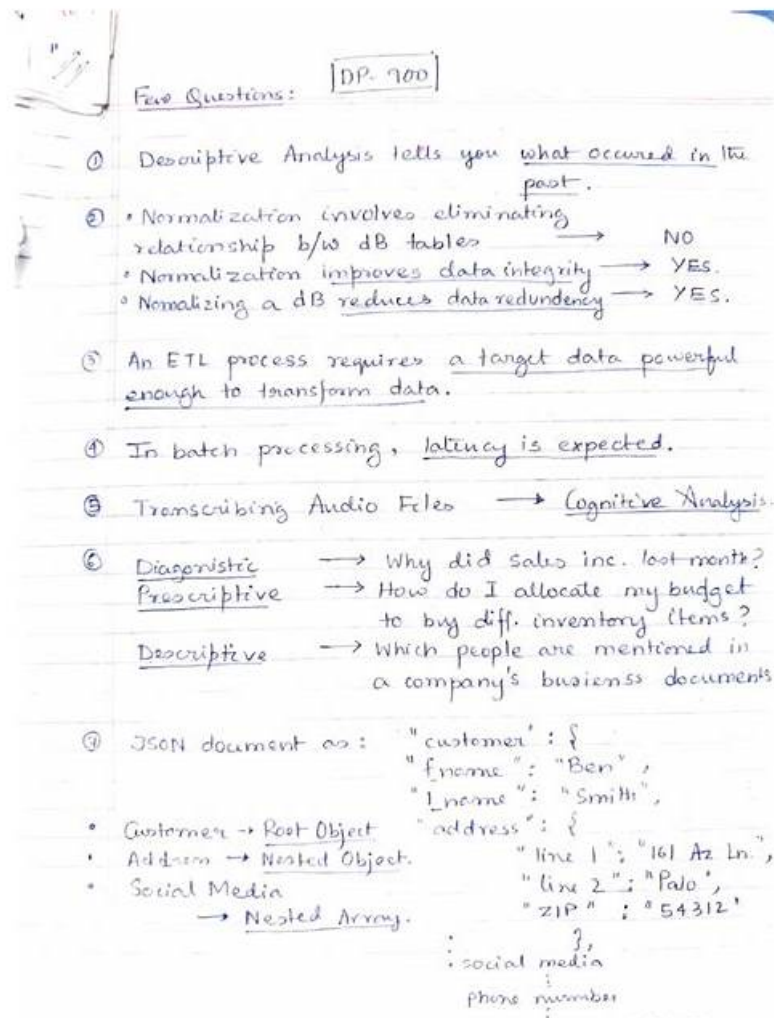 DP-900
Few Questions:
① Descriptive Analysis tells you what occured in the
past.
② • Normalization involves eliminating
relationship b/w dB tables → NO
• Normalization improves data integrity → YES.
• Nomalizing a dB reduces data redundency → YES.
③ An ETL process requires a target data powerful
enough to transform data.
④ In batch processing, latency is expected.
⑤ Transcribing Audio Files → Cognitive Analysis.
⑥ Diagonistic → Why did sales inc. last month?
Prescriptive → How do I allocate my budget
to buy diff. inventory items?
Descriptive → Which people are mentioned in
a company's busienss documents
⑦ JSON document as: "customer": {
"fname": "Ben",
"Lname": "Smith",
• Customer → Root Object "address": {
• Address → Nested Object. "line 1": "161 Az Ln.",
• Social Media "line 2": "Palo",
→ Nested Array. "ZIP" : "54312"
},
: social media
phone number